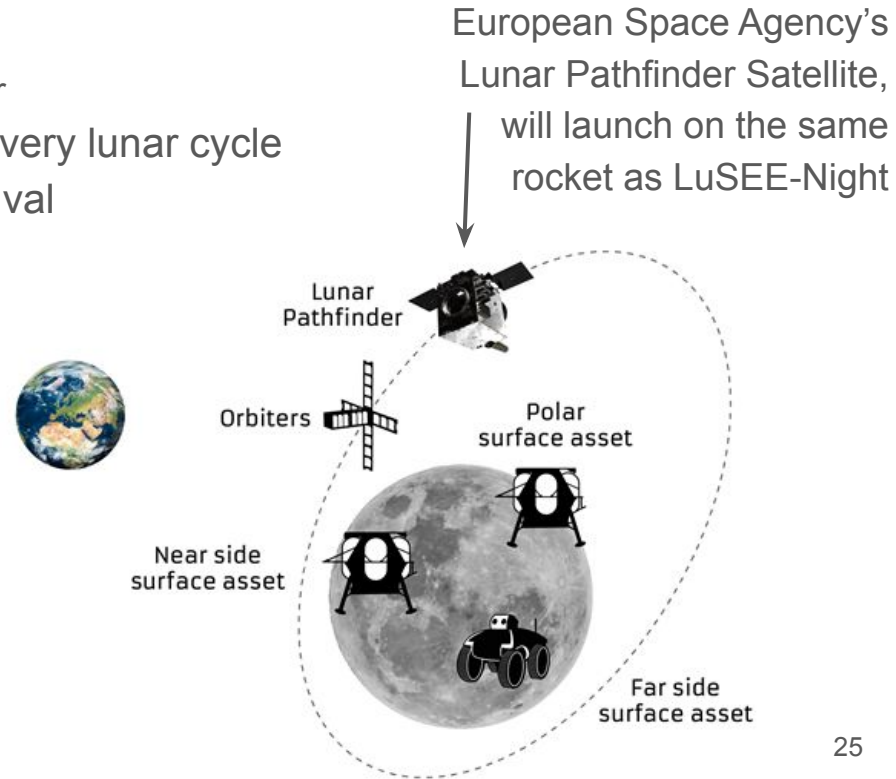 European Space Agency’s
Lunar Pathfinder Satellite,
will launch on the same
rocket as LuSEE-Night
very lunar cycle
val
Lunar
Pathfinder
Orbiters
Polar
surface asset
Near side
surface asset
Far side
surface asset
25